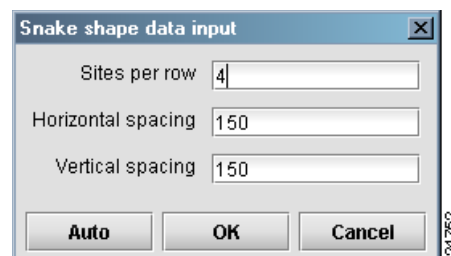 Snake shape data input
Sites per row 4
Horizontal spacing 150
Vertical spacing 150
Auto OK Cancel